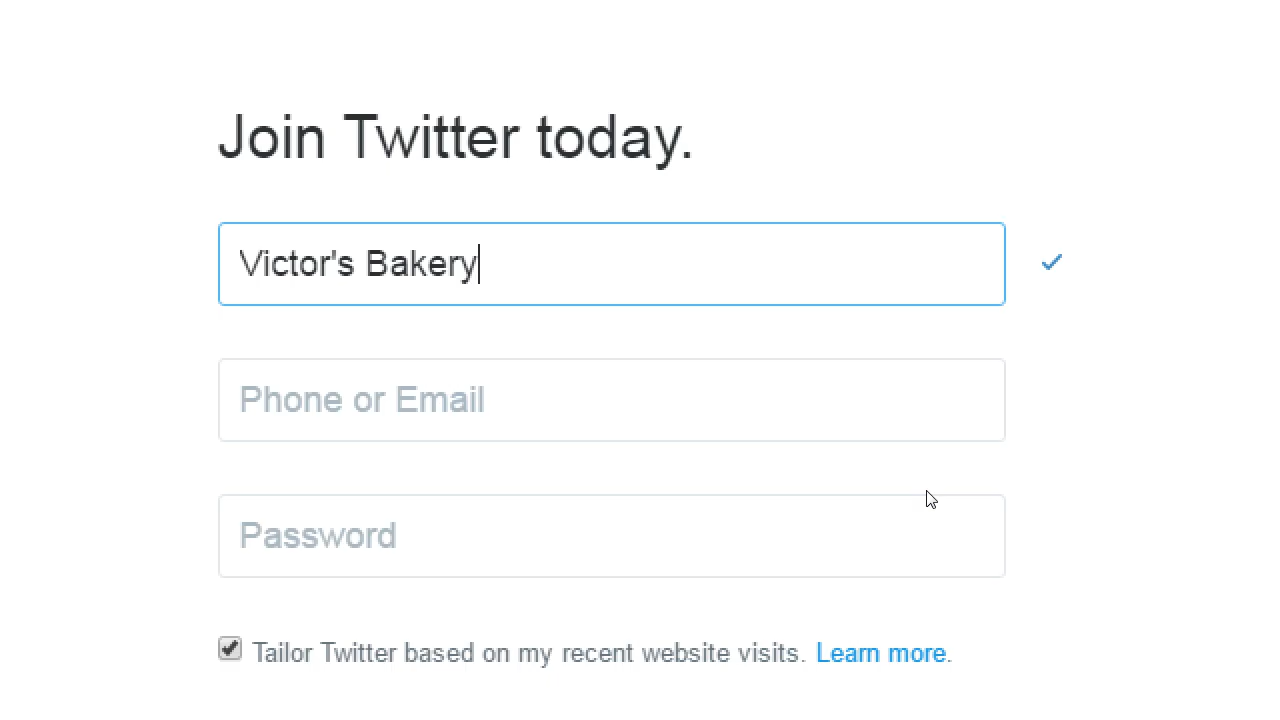 Join Twitter today.
Victor's Bakery
Phone or Email
Password
Tailor Twitter based on my recent website visits. Learn more.